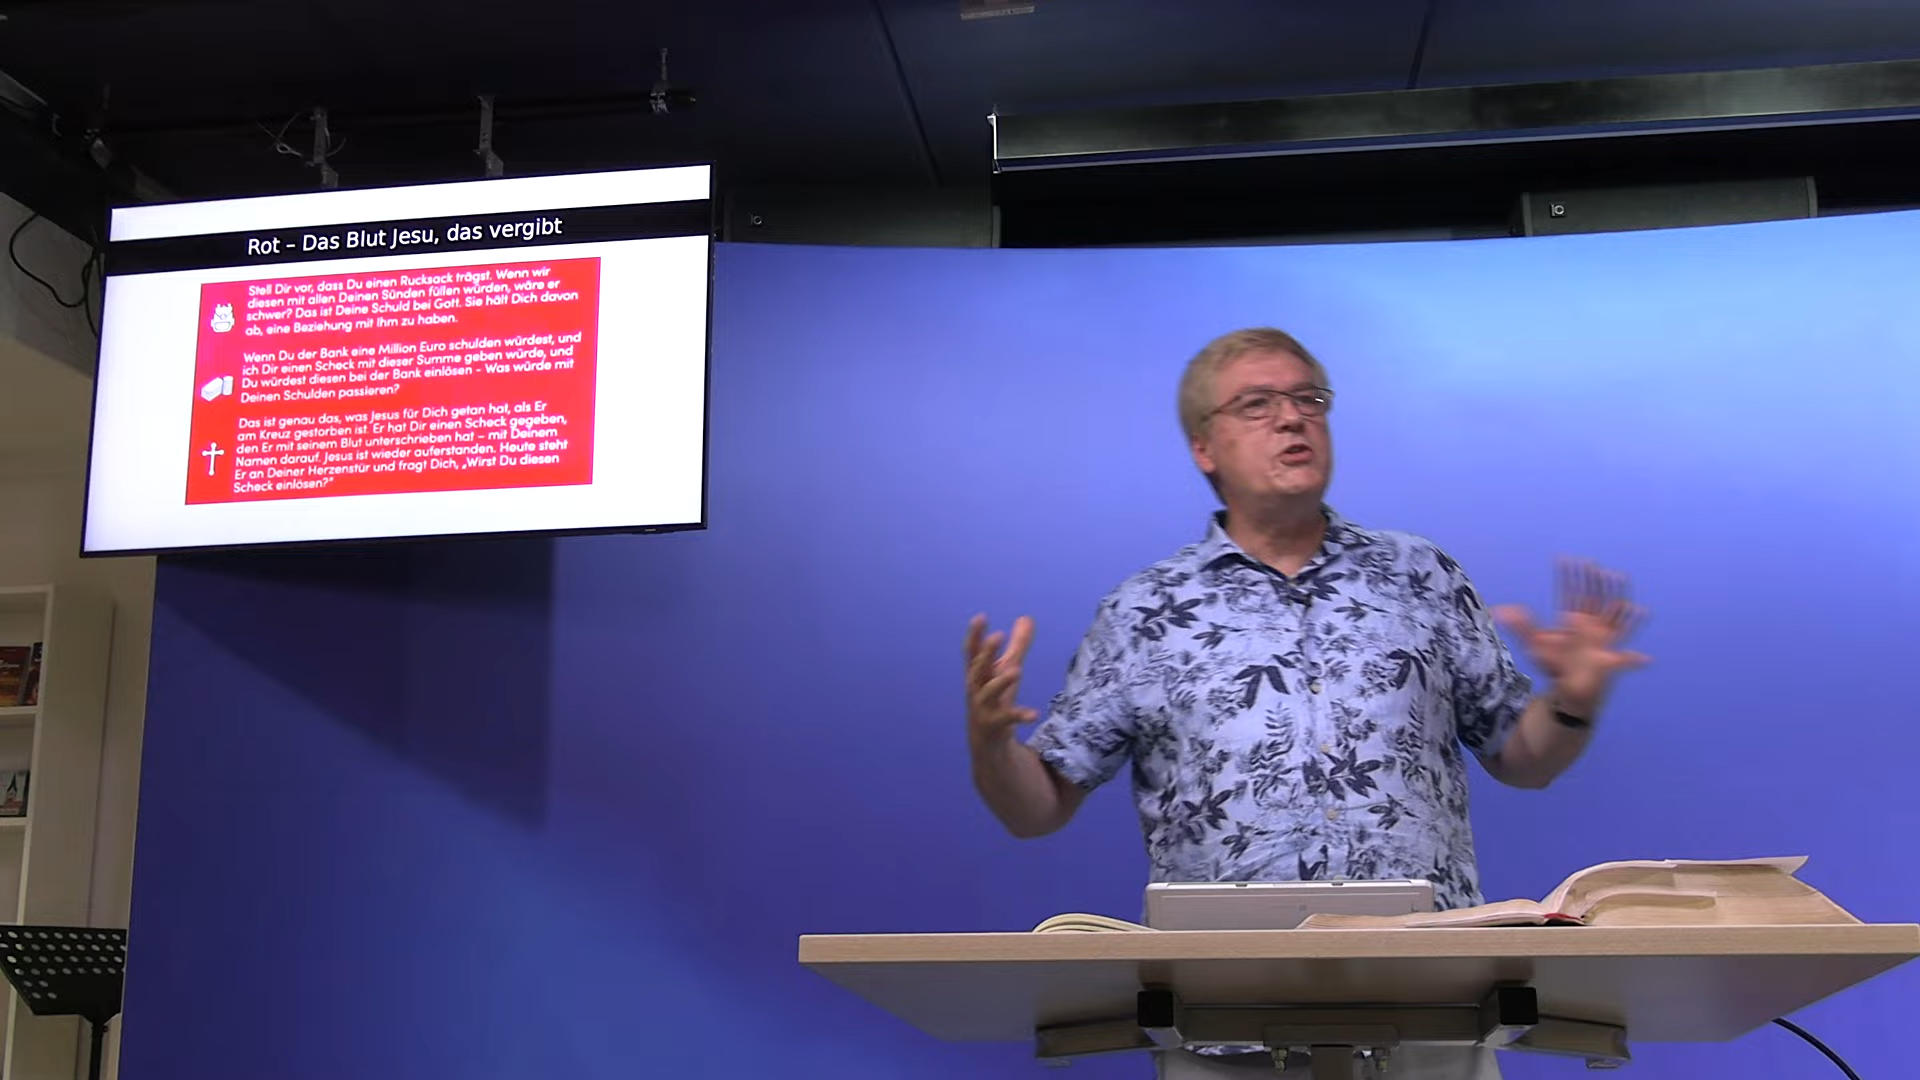 Rot – Das Blut Jesu, das vergibt
Stell Dir vor, dass Du einen Rucksack trägst. Wenn wir
diesen mit allen Deinen Sünden füllen würden, wäre er
schwer? Das ist Deine Schuld bei Gott. Sie hält Dich davon
ab, eine Beziehung mit Ihm zu haben.
Wenn Du der Bank eine Million Euro schulden würdest, und
ich Dir einen Scheck mit dieser Summe geben würde, und
Du würdest diesen bei der Bank einlösen - Was würde mit
Deinen Schulden passieren?
Das ist genau das, was Jesus für Dich getan hat, als Er
am Kreuz gestorben ist. Er hat Dir einen Scheck gegeben,
den Er mit seinem Blut unterschrieben hat – mit Deinem
Namen darauf. Jesus ist wieder auferstanden. Heute steht
Er an Deiner Herzenstür und fragt Dich, „Wirst Du diesen
Scheck einlösen?"